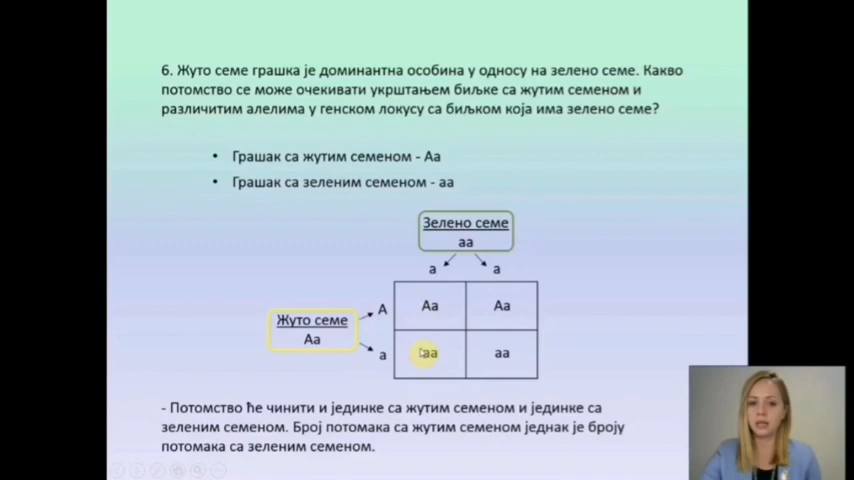 6. Жуто семе грашка је доминантна особина у односу на зелено семе. Какво
потомство се може очекивати укрштањем биљке са жутим семеном и
различитим алелима у генском локусу са биљком која има зелено семе?
• Грашак са жутим семеном - Аа
• Грашак са зеленим семеном - аа
Зелено семе
аа
а а
Жуто семе
Аа
А Аа Аа
а аа аа
- Потомство ће чинити и јединке са жутим семеном и јединке са
зеленим семеном. Број потомака са жутим семеном једнак је броју
потомака са зеленим семеном.